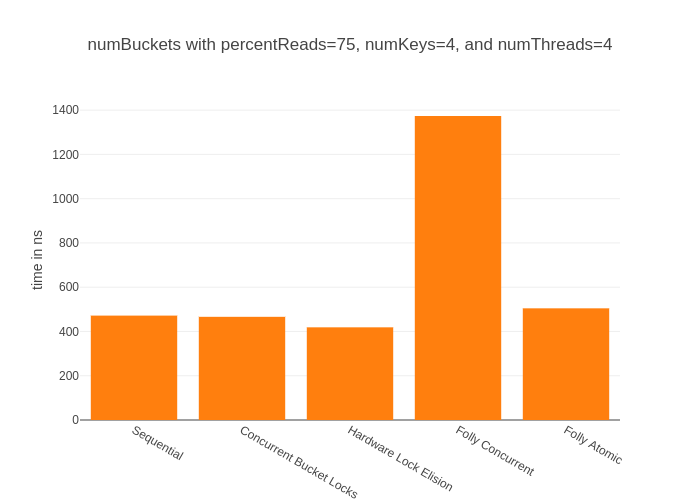 numBuckets with percentReads=75, numKeys=4, and numThreads=4
1400
1200
1000
800
600
400
200
0
time in ns
Sequential
Concurrent Bucket Locks
Hardware Lock Elision
Folly Concurrent
Folly Atomic